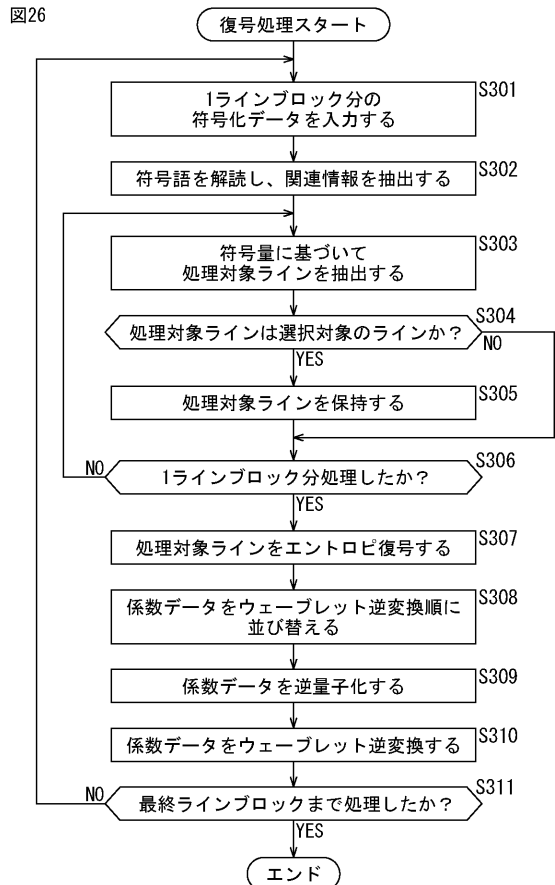 図26
復号処理スタート
1ラインブロック分の
符号化データを入力する
S301
符号語を解読し、関連情報を抽出する
S302
符号量に基づいて
処理対象ラインを抽出する
S303
処理対象ラインは選択対象のラインか？
S304
NO
YES
処理対象ラインを保持する
S305
1ラインブロック分処理したか？
S306
NO
YES
処理対象ラインをエントロピ復号する
S307
係数データをウェーブレット逆変換順に
並び替える
S308
係数データを逆量子化する
S309
係数データをウェーブレット逆変換する
S310
最終ラインブロックまで処理したか？
S311
NO
YES
エンド